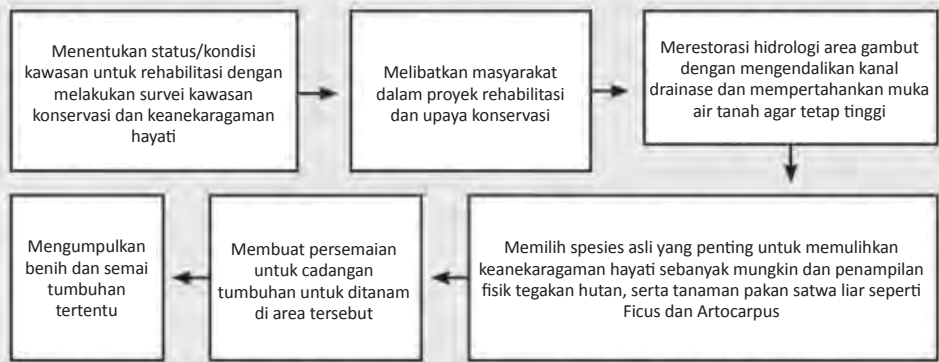 Menentukan status/kondisi
kawasan untuk rehabilitasi dengan
melakukan survei kawasan
konservasi dan keanekaragaman
hayati
Melibatkan masyarakat
dalam proyek rehabilitasi
dan upaya konservasi
Merestorasi hidrologi area gambut
dengan mengendalikan kanal
drainase dan mempertahankan muka
air tanah agar tetap tinggi
Memilih spesies asli yang penting untuk memulihkan
keanekaragaman hayati sebanyak mungkin dan penampilan
fisik tegakan hutan, serta tanaman pakan satwa liar seperti
Ficus dan Artocarpus
Membuat persemaian
untuk cadangan
tumbuhan untuk ditanam
di area tersebut
Mengumpulkan
benih dan semai
tumbuhan
tertentu